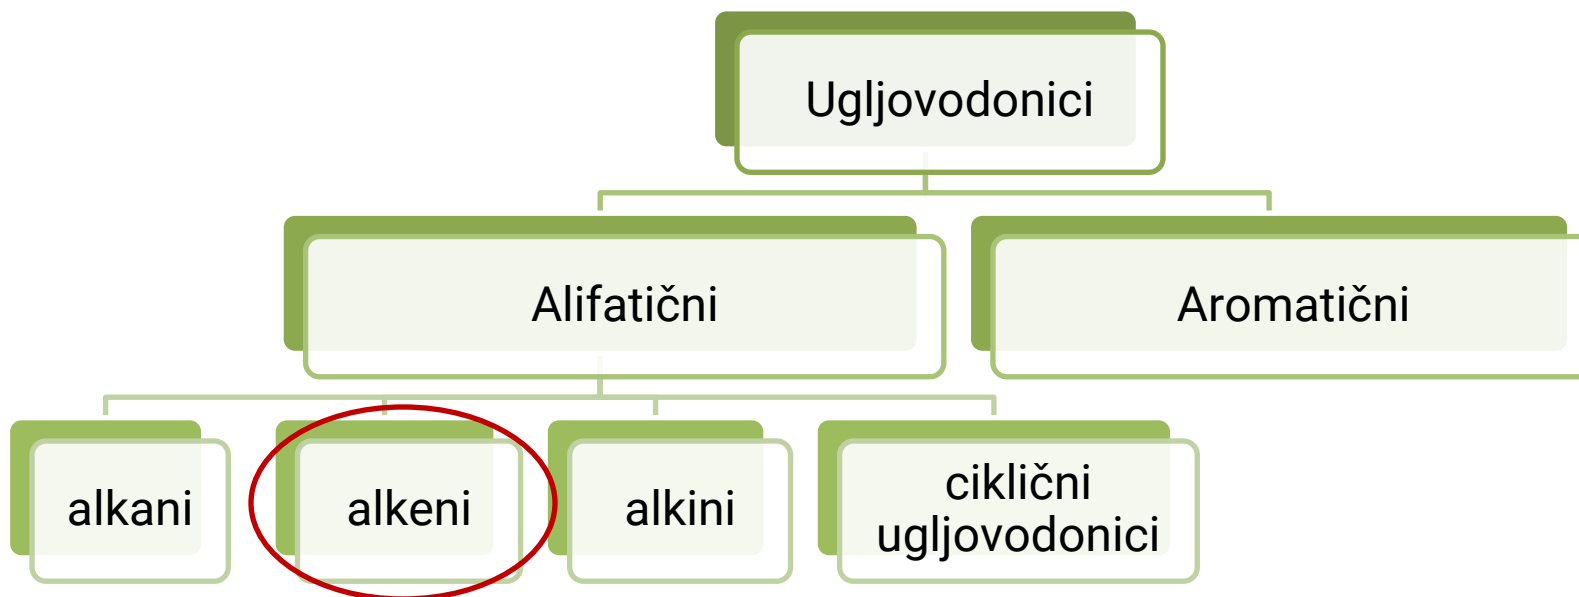 Ugljovodonici
Alifatični
Aromatični
alkani
alkeni
alkini
ciklični
ugljovodonici